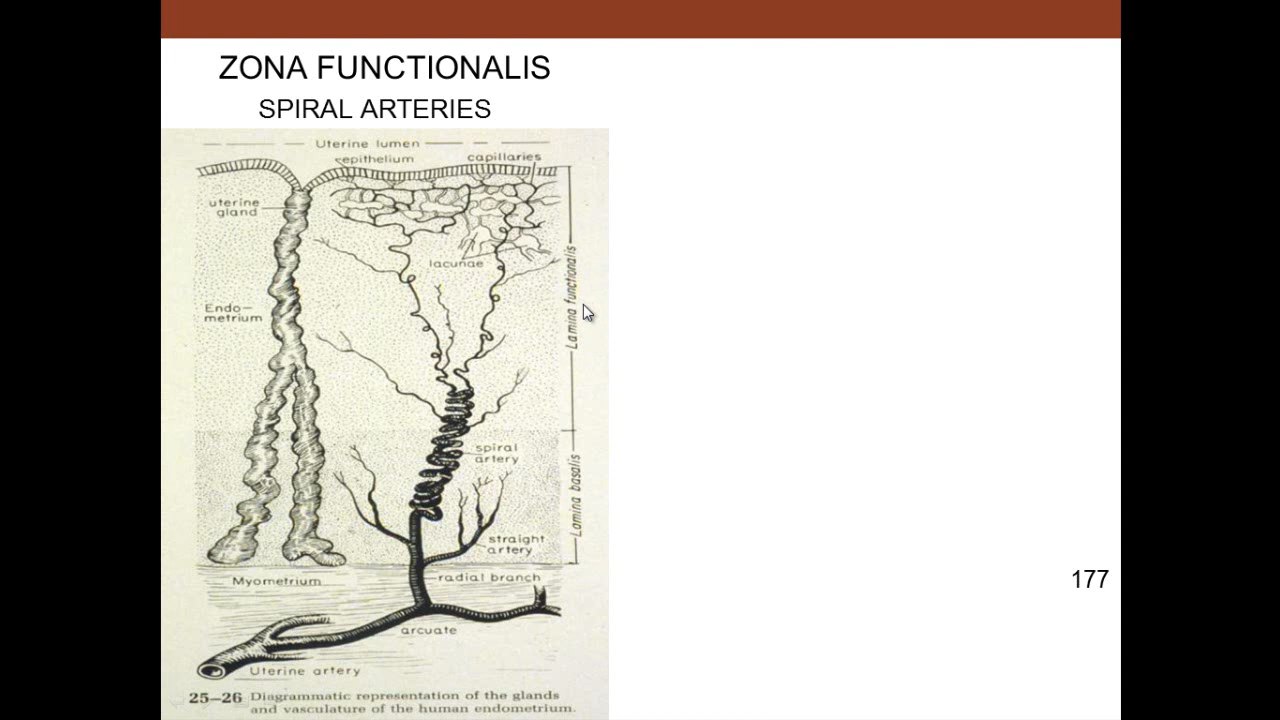 ZONA FUNCTIONALIS
SPIRAL ARTERIES
Uterine lumen
epithelium
capillaries
uterine
gland
lacunae
Endo-
metrium
Lamina functionalis
spiral
artery
Lamina basalis
straight
artery
Myometrium
radial branch
177
arcuate
Uterine artery
25-26 Diagrammatic representation of the glands
and vasculature of the human endometrium.